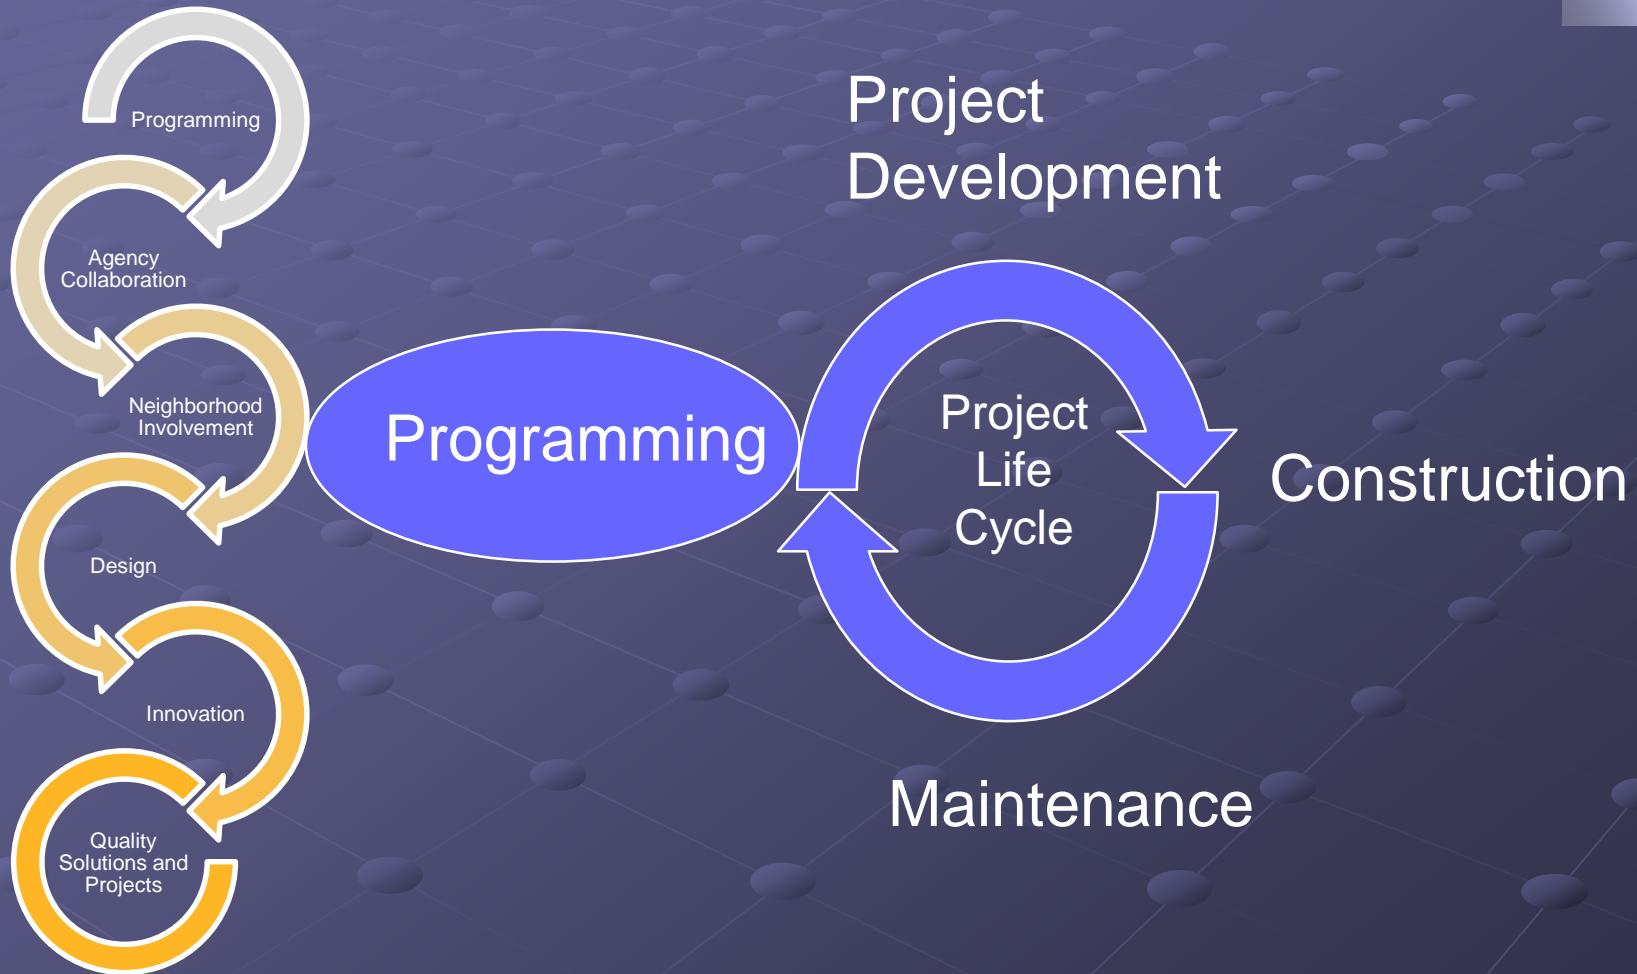 Programming
Agency
Collaboration
Neighborhood
Involvement
Design
Innovation
Quality
Solutions and
Projects
Programming
Project
Development
Project
Life
Cycle
Construction
Maintenance